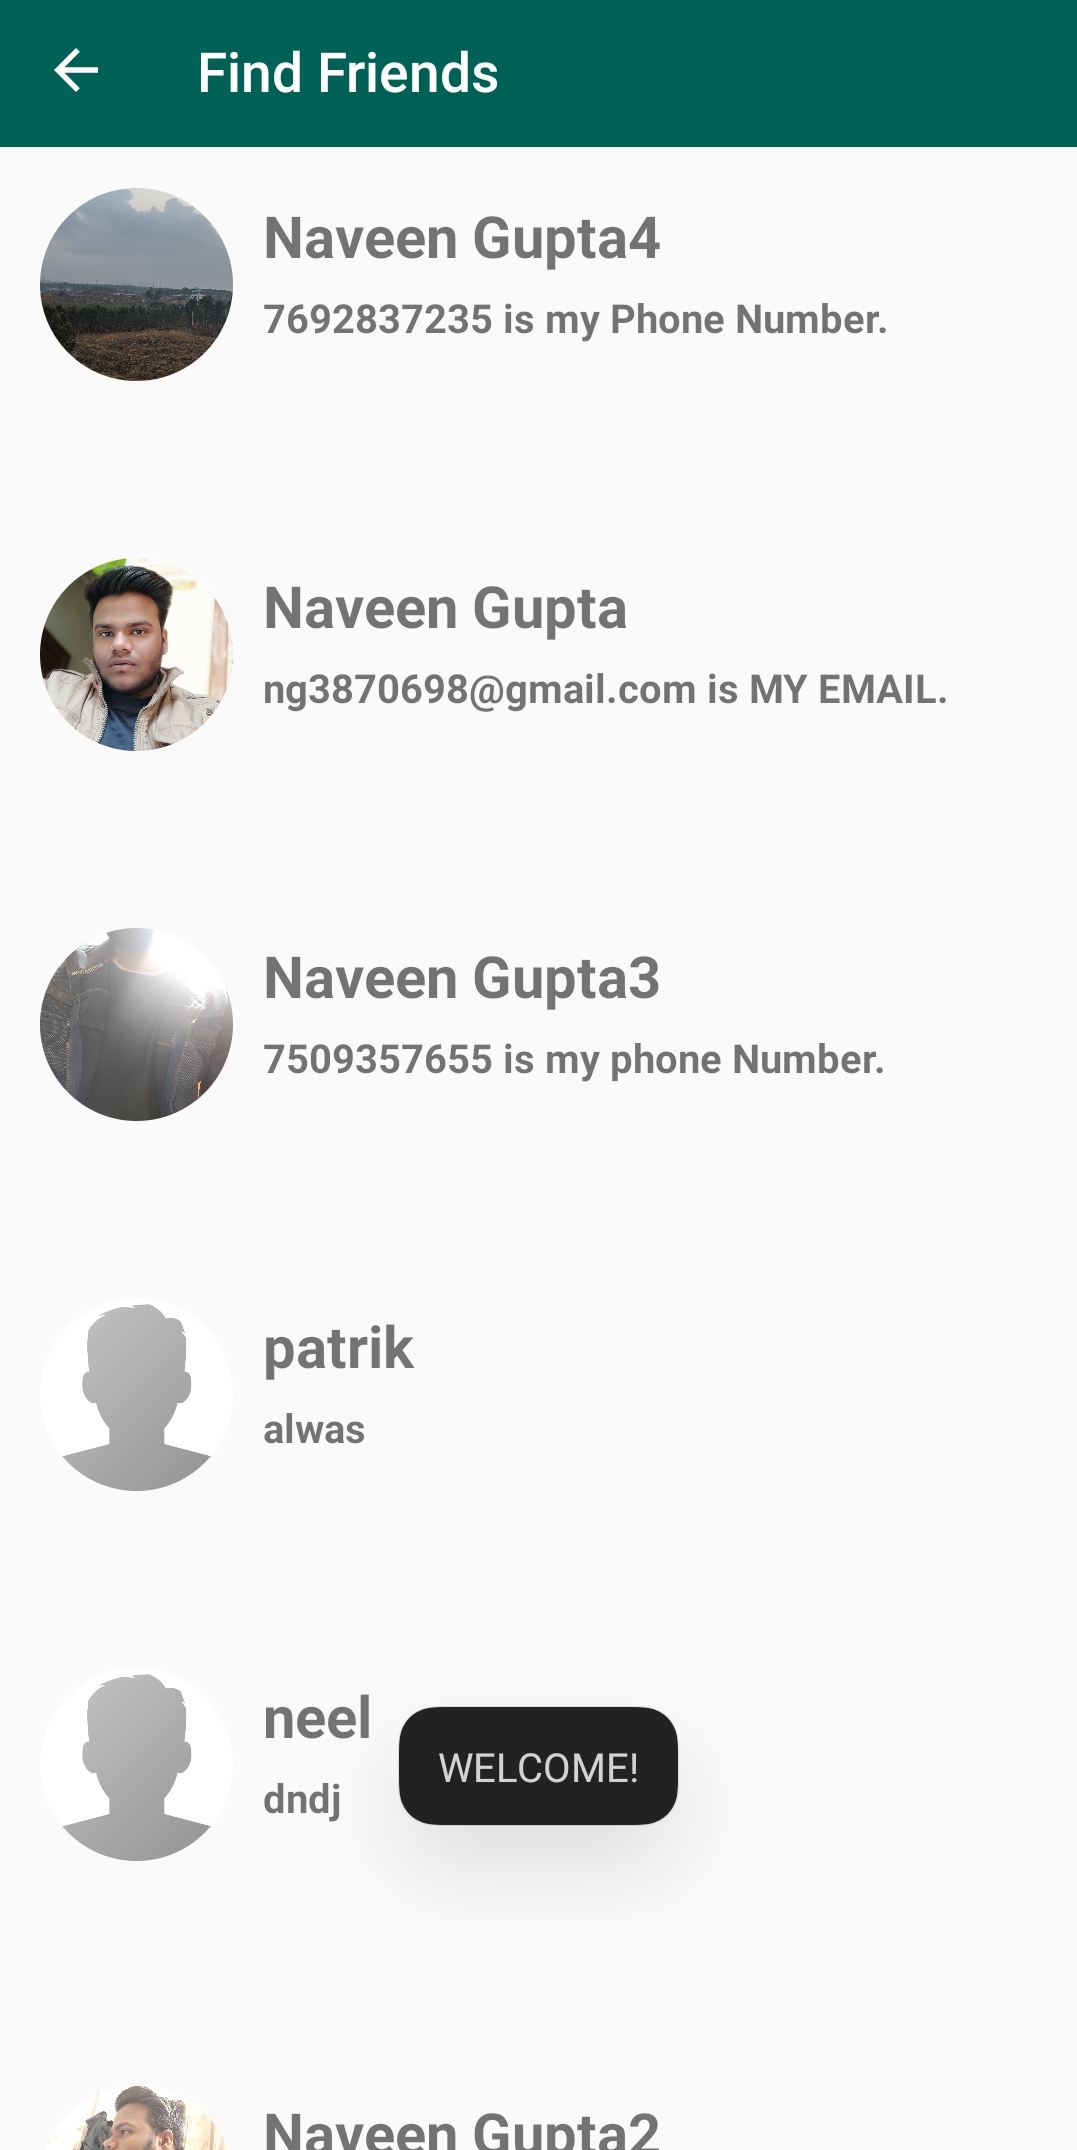 Find Friends
Naveen Gupta4
7692837235 is my Phone Number.
Naveen Gupta
ng3870698@gmail.com is MY EMAIL.
Naveen Gupta3
7509357655 is my phone Number.
patrik
alwas
neel
WELCOME!
dndj
Naveen Gupta2